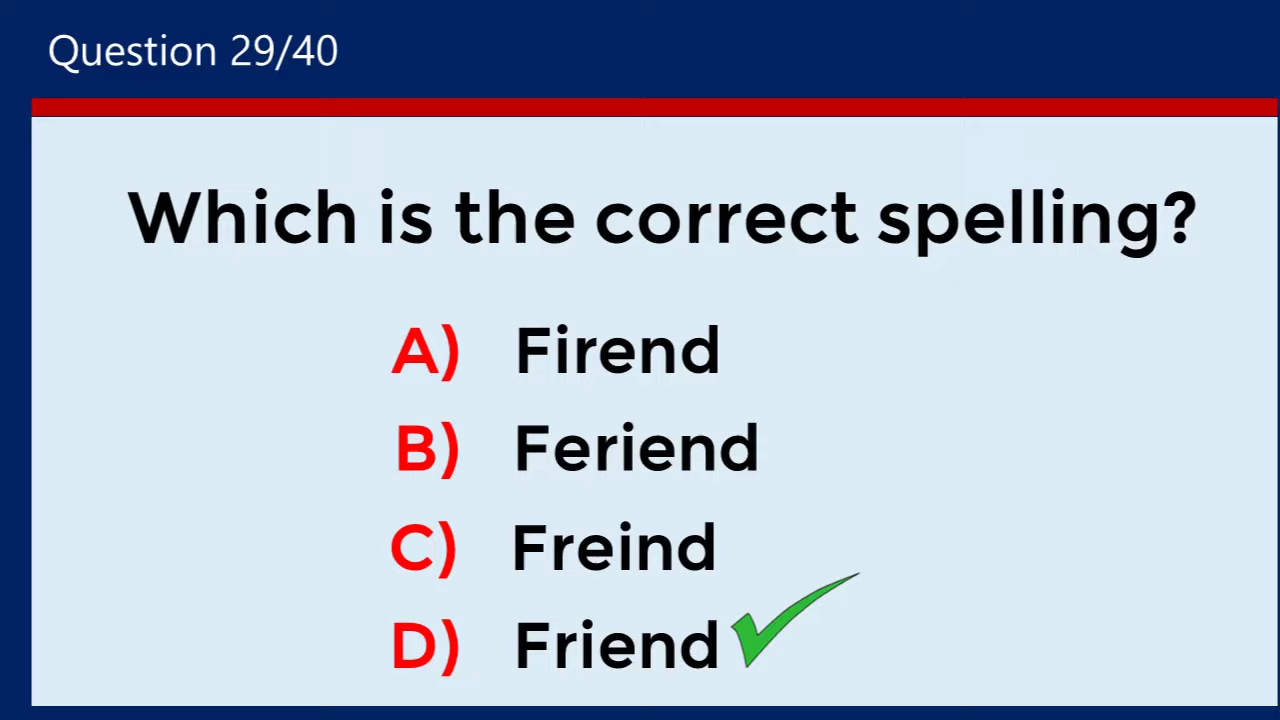 Question 29/40
Which is the correct spelling?
A) Firend
B) Feriend
C) Freind
D) Friend